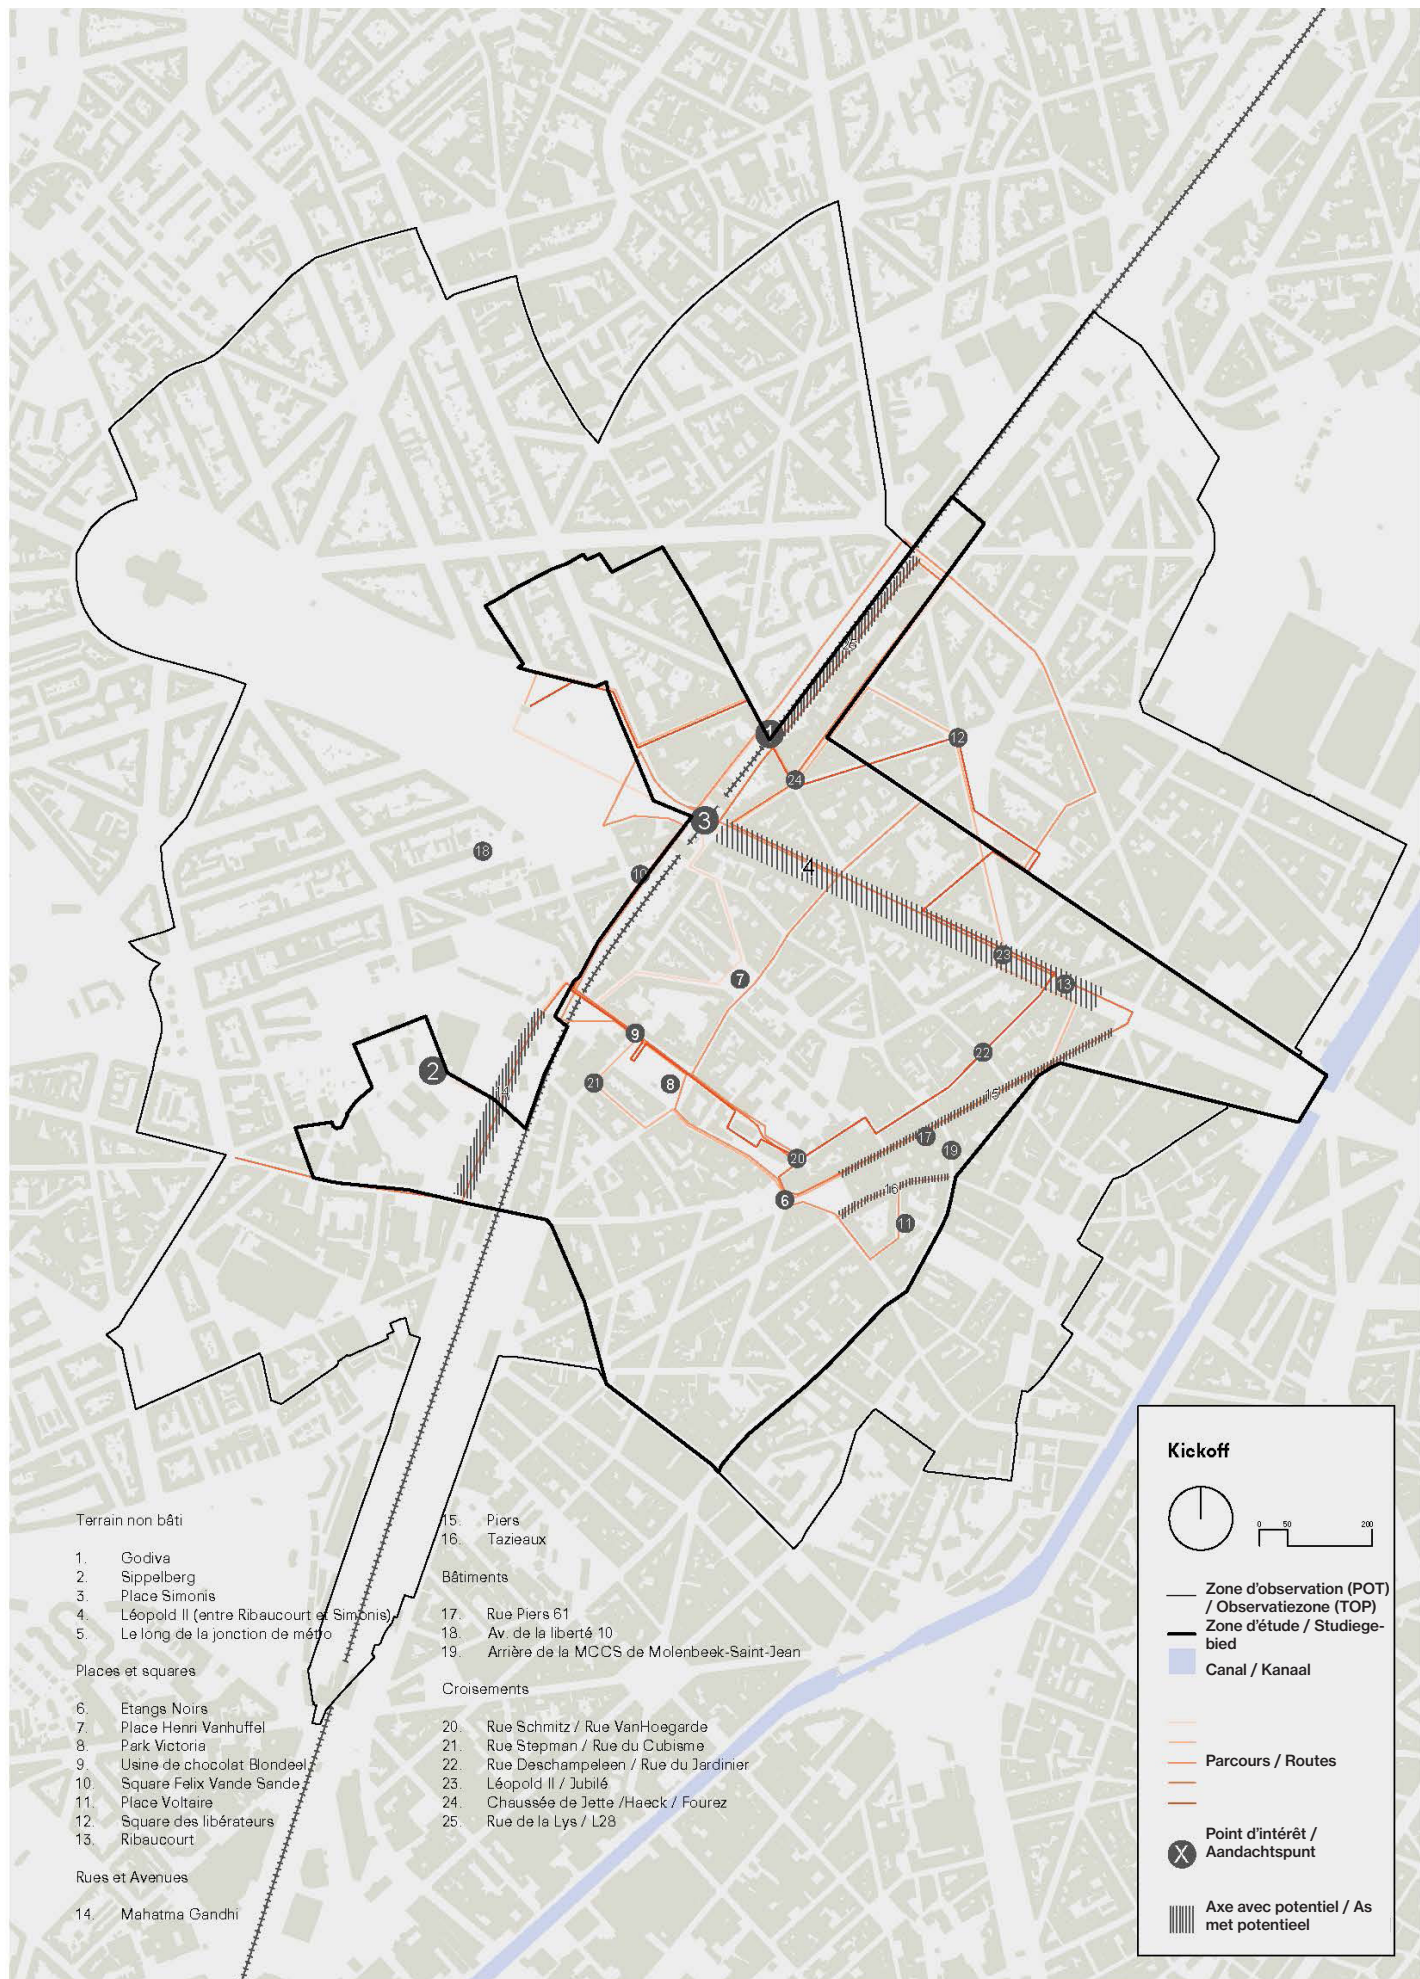 1
12
24
3
4
18
10
23
7
13
9
22
8
2
21
14
15
17
19
20
16
6
11
Terrain non bâti
1. Godiva
2. Sippelberg
3. Place Simonis
4. Léopold II (entre Ribaucourt et Simonis)
5. Le long de la jonction de métro
Places et squares
6. Etangs Noirs
7. Place Henri Vanhuffel
8. Park Victoria
9. Usine de chocolat Blondeel
10. Square Felix Vande Sande
11. Place Voltaire
12. Square des libérateurs
13. Ribaucourt
Rues et Avenues
14. Mahatma Gandhi
15. Piers
16. Tazieaux
Bâtiments
17. Rue Piers 61
18. Av. de la liberté 10
19. Arrière de la MCCS de Molenbeek-Saint-Jean
Croisements
20. Rue Schmitz / Rue VanHoegarde
21. Rue Stepman / Rue du Cubisme
22. Rue Deschampeleen / Rue du Jardinier
23. Léopold II / Jubilé
24. Chaussée de Jette /Haeck / Fourez
25. Rue de la Lys / L28
Kickoff
0 50 200
Zone d'observation (POT)
/ Observatiezone (TOP)
Zone d'étude / Studiege-
bied
Canal / Kanaal
Parcours / Routes
Point d'intérêt /
Aandachtspunt
X
Axe avec potentiel / As
met potentieel